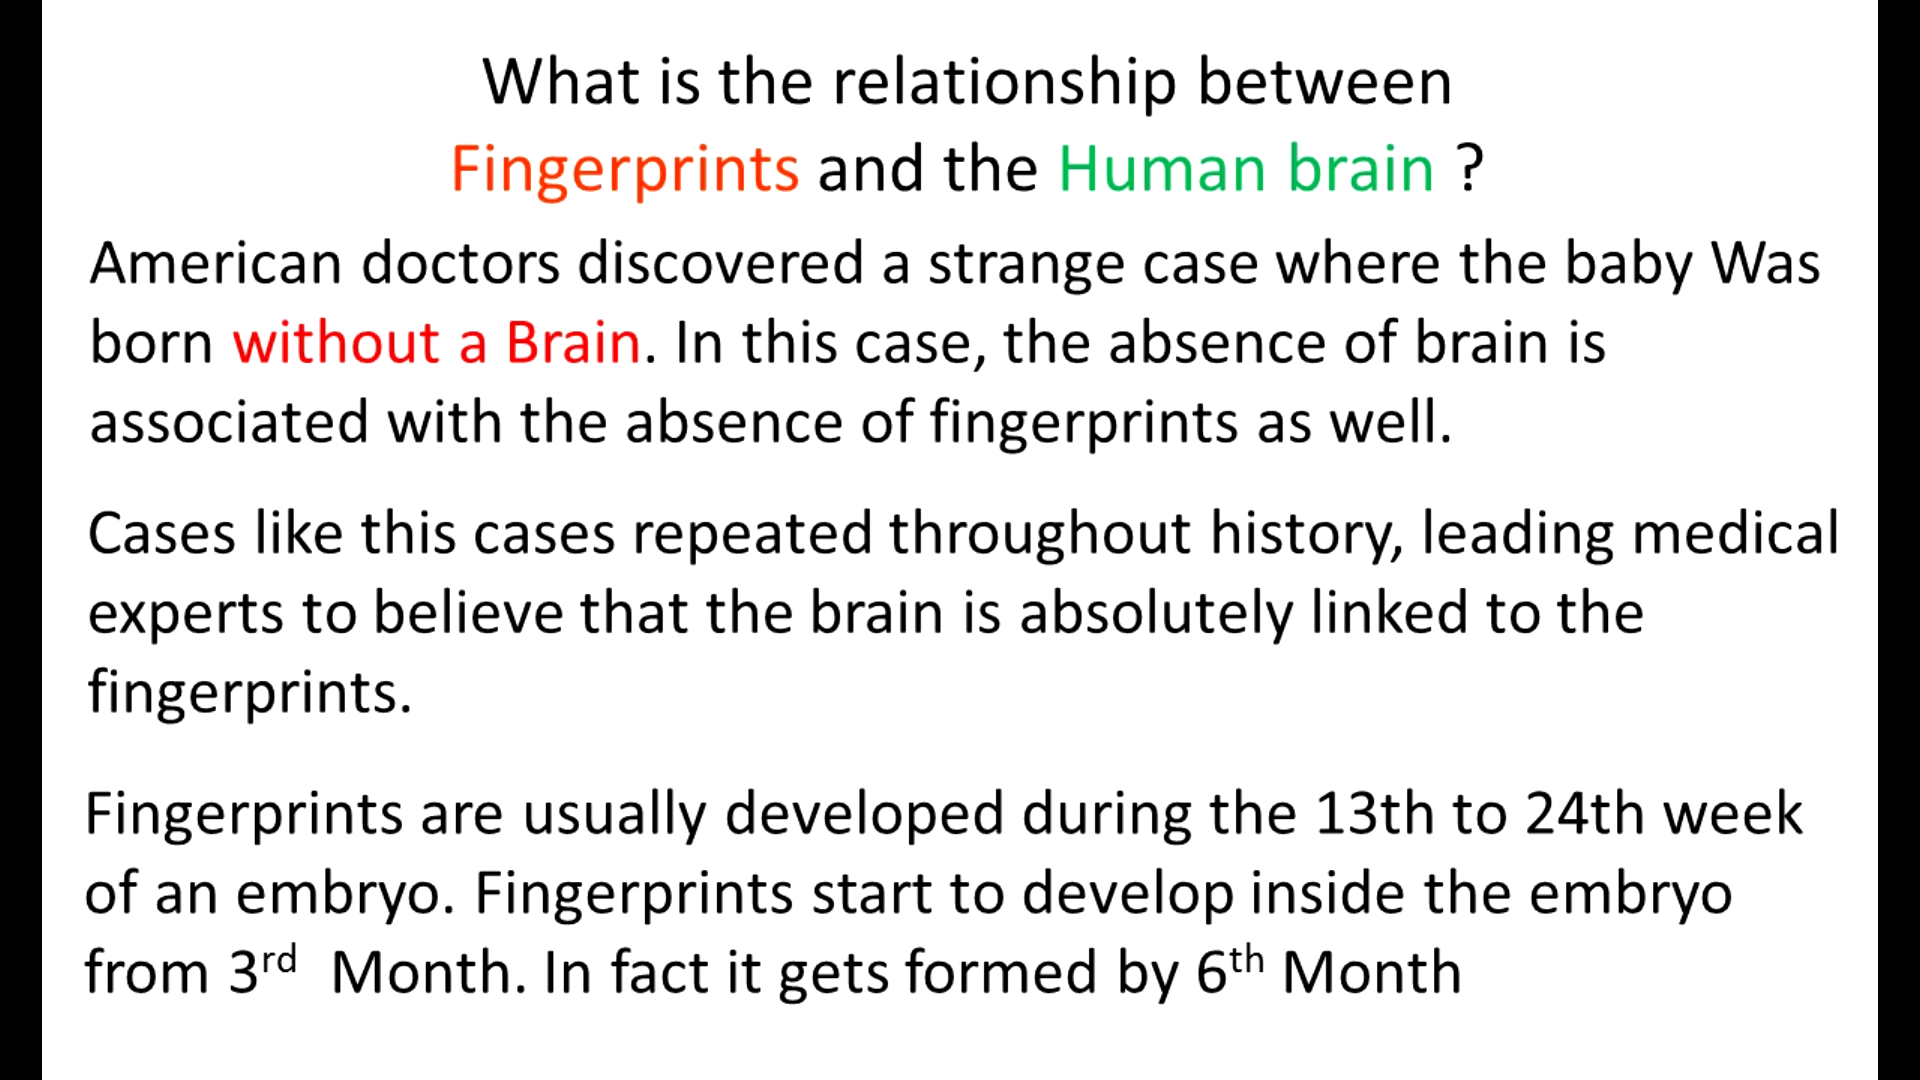 What is the relationship between
Fingerprints and the Human brain ?
American doctors discovered a strange case where the baby Was
born without a Brain. In this case, the absence of brain is
associated with the absence of fingerprints as well.
Cases like this cases repeated throughout history, leading medical
experts to believe that the brain is absolutely linked to the
fingerprints.
Fingerprints are usually developed during the 13th to 24th week
of an embryo. Fingerprints start to develop inside the embryo
from 3rd Month. In fact it gets formed by 6th Month